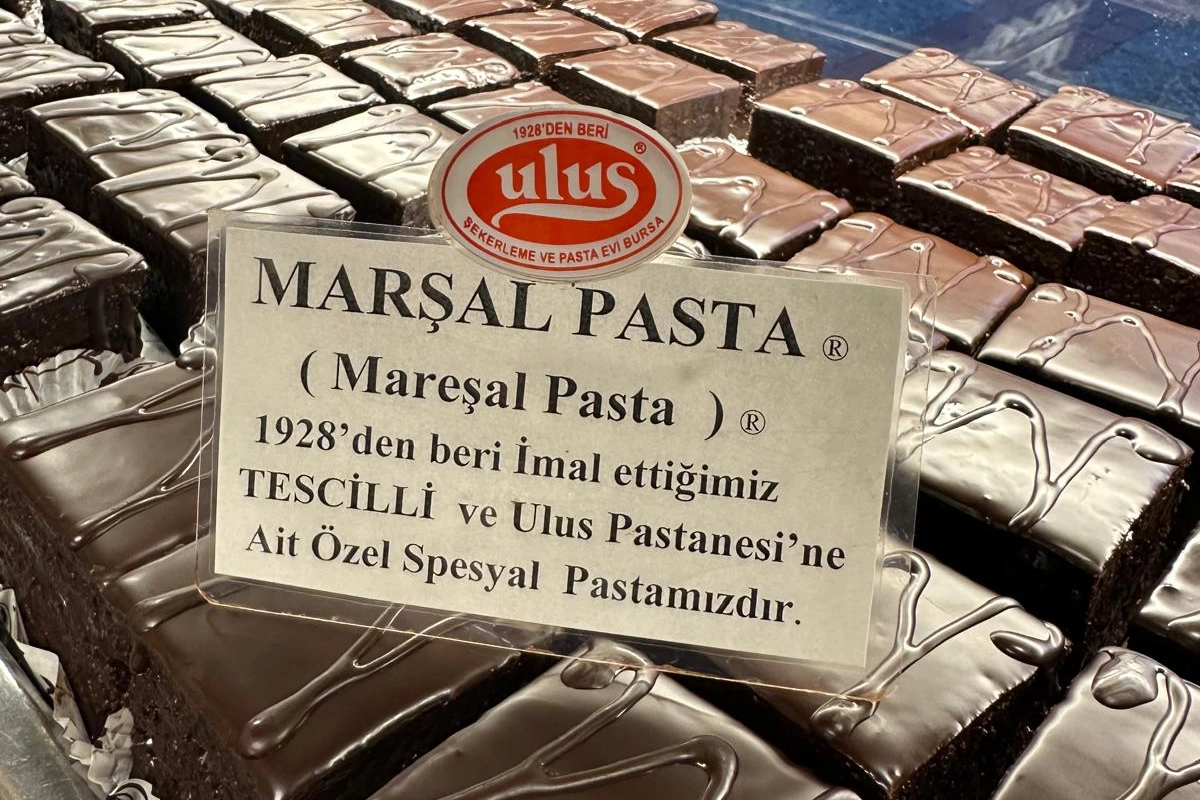 1928'DEN BERİ
ulus ®
ŞEKERLEME VE PASTA EVİ BURSA
MARŞAL PASTA ®
( Mareşal Pasta ) ®
1928'den beri İmal ettiğimiz
TESCİLLİ ve Ulus Pastanesi'ne
Ait Özel Spesyal Pastamızdır.